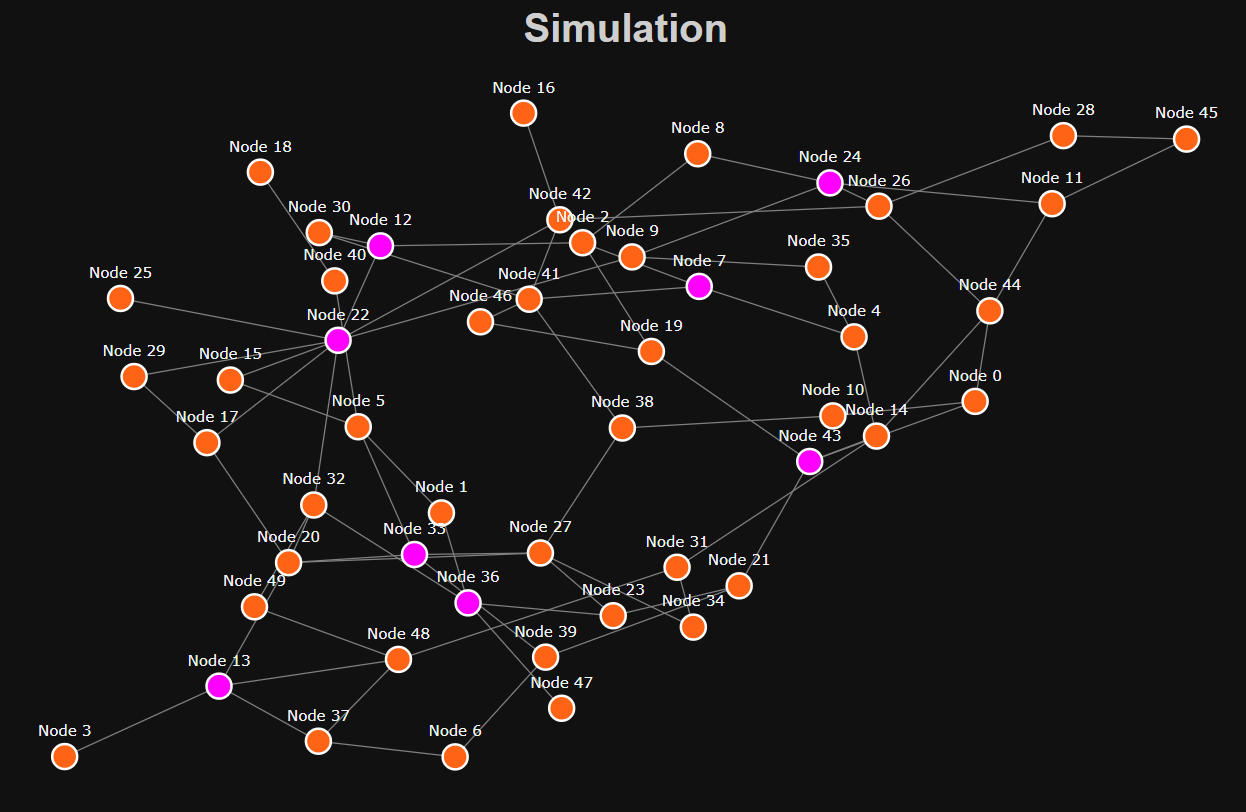 Simulation
Node 16
Node 28
Node 45
Node 8
Node 18
Node 24
Node 26
Node 11
Node 42
Node 30
Node 12
Node 2
Node 9
Node 35
Node 40
Node 7
Node 25
Node 41
Node 44
Node 46
Node 22
Node 4
Node 19
Node 29
Node 15
Node 0
Node 10
Node 5
Node 38
Node 14
Node 17
Node 43
Node 32
Node 1
Node 33
Node 27
Node 20
Node 31
Node 21
Node 49
Node 36
Node 23
Node 34
Node 48
Node 39
Node 13
Node 47
Node 37
Node 3
Node 6